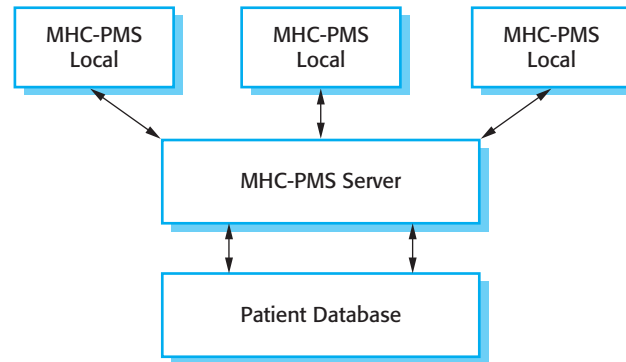 MHC-PMS
Local
MHC-PMS
Local
MHC-PMS
Local
MHC-PMS Server
Patient Database